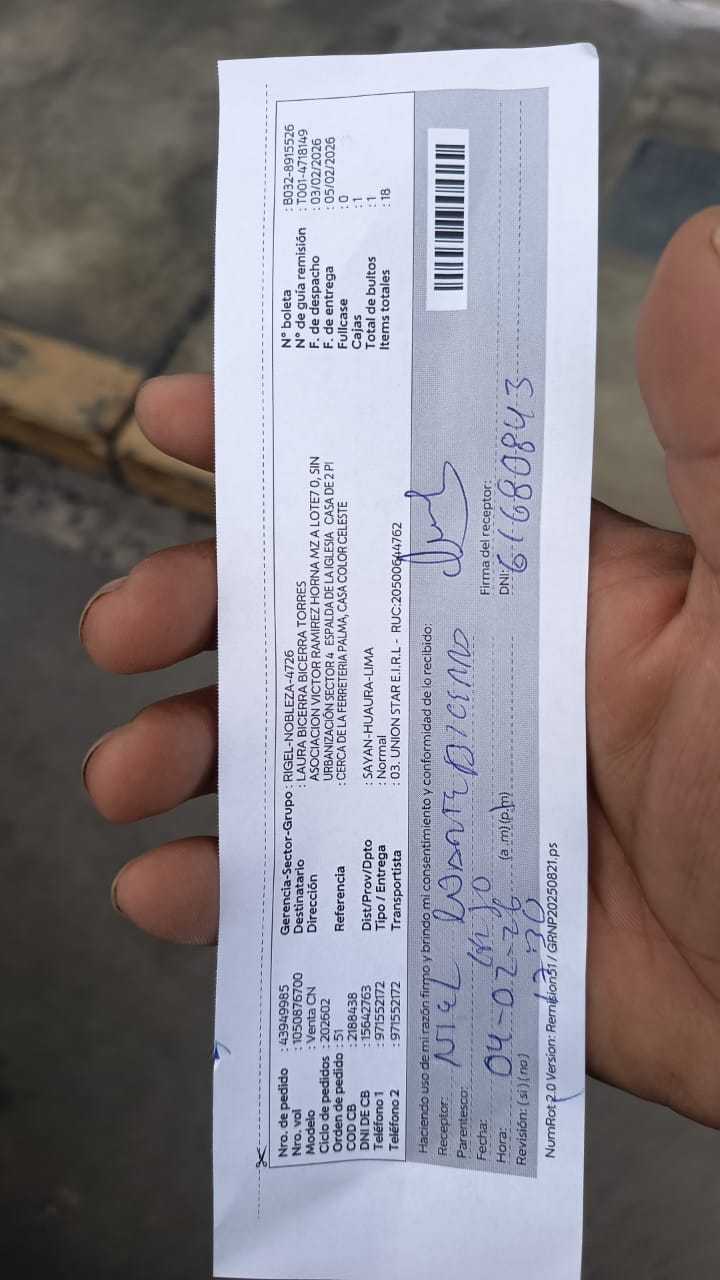 Nro. de pedido : 43949985
Nro. vol : 1050876700
Modelo : Venta CN
Ciclo de pedidos : 202602
Orden de pedido : 51
COD CB : 2188438
DNI DE CB : 15642763
Teléfono 1 : 971552172
Teléfono 2 : 971552172
Gerencia-Sector-Grupo : RIGEL-NOBLEZA-4726
Destinatario : LAURA BICERRA BICERRA TORRES
Dirección ASOCIACION VICTOR RAMIREZ HORNA MZ A LOTE7 0, SIN
URBANIZACIÓN SECTOR 4 ESPALDA DE LA IGLESIA CASA DE 2 PI
Referencia : CERCA DE LA FERRETERIA PALMA, CASA COLOR CELESTE
Dist/Prov/Dpto : SAYAN-HUAURA-LIMA
Tipo / Entrega : Normal
Transportista : 03. UNION STAR E.I.R.L - RUC:20500644762
N° boleta : B032-8915526
N° de guía remisión : T001-4718149
F. de despacho : 03/02/2026
F. de entrega : 05/02/2026
Fullcase : 0
Cajas : 1
Total de bultos : 1
Items totales : 18
Haciendo uso de mi razón firmo y brindo mi consentimiento y conformidad de lo recibido:
Receptor:
Parentesco:
Fecha: 04-02-26
Hora: (a.m)(p.m)
Revisión: (si)(no)
Firma del receptor:
DNI: 61680843
NumRot 2.0 Version: Remision51 / GRNP20250821.ps